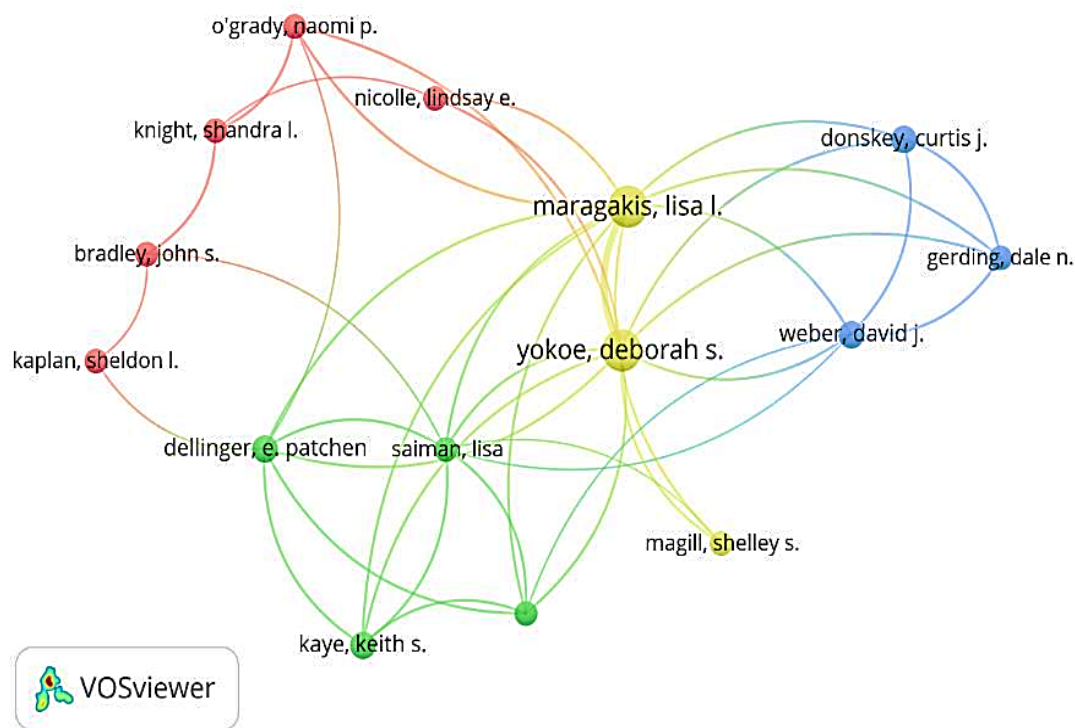 o'grady, naomi p.
nicolle, lindsay e.
knight, shandra l.
donskey, curtis j.
maragakis, lisa l.
bradley, john s.
gerding, dale n.
weber, david j.
yokoe, deborah s.
kaplan, sheldon l.
dellinger, e. patchen
saiman, lisa
magill, shelley s.
kaye, keith s.
VOSviewer